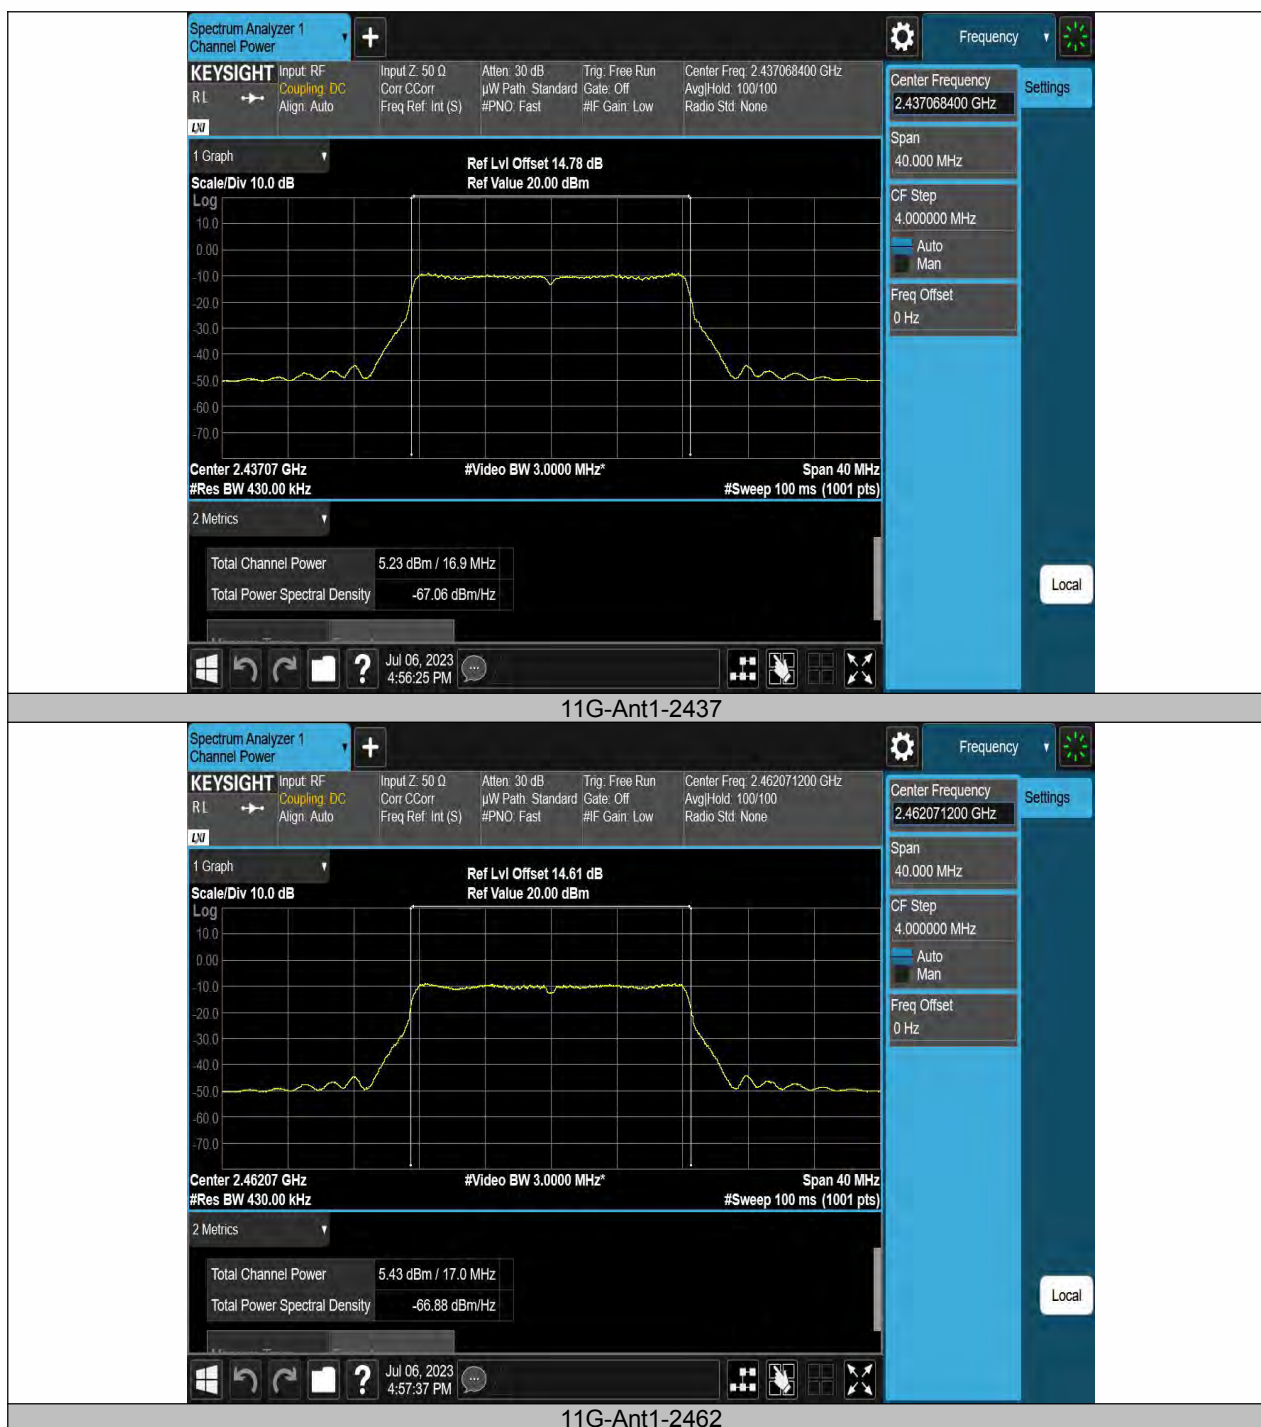 Spectrum Analyzer 1
Channel Power
Frequency
KEYSIGHT
RL
LXI
Input: RF
Coupling: DC
Align: Auto
Input Z: 50 Ω
Corr CCorr
Freq Ref: Int (S)
Atten: 30 dB
µW Path: Standard
#PNO: Fast
Trig: Free Run
Gate: Off
#IF Gain: Low
Center Freq: 2.437068400 GHz
Avg|Hold: 100/100
Radio Std: None
Center Frequency
2.437068400 GHz
Settings
Span
40.000 MHz
CF Step
4.000000 MHz
Auto
Man
Freq Offset
0 Hz
1 Graph
Scale/Div 10.0 dB
Ref Lvl Offset 14.78 dB
Ref Value 20.00 dBm
Log
10.0
0.00
-10.0
-20.0
-30.0
-40.0
-50.0
-60.0
-70.0
Center 2.43707 GHz
#Video BW 3.0000 MHz*
Span 40 MHz
#Res BW 430.00 kHz
#Sweep 100 ms (1001 pts)
2 Metrics
Total Channel Power 5.23 dBm / 16.9 MHz
Total Power Spectral Density -67.06 dBm/Hz
Local
Jul 06, 2023
4:56:25 PM
11G-Ant1-2437
Spectrum Analyzer 1
Channel Power
Frequency
KEYSIGHT
RL
LXI
Input: RF
Coupling: DC
Align: Auto
Input Z: 50 Ω
Corr CCorr
Freq Ref: Int (S)
Atten: 30 dB
µW Path: Standard
#PNO: Fast
Trig: Free Run
Gate: Off
#IF Gain: Low
Center Freq: 2.462071200 GHz
Avg|Hold: 100/100
Radio Std: None
Center Frequency
2.462071200 GHz
Settings
Span
40.000 MHz
CF Step
4.000000 MHz
Auto
Man
Freq Offset
0 Hz
1 Graph
Scale/Div 10.0 dB
Ref Lvl Offset 14.61 dB
Ref Value 20.00 dBm
Log
10.0
0.00
-10.0
-20.0
-30.0
-40.0
-50.0
-60.0
-70.0
Center 2.46207 GHz
#Video BW 3.0000 MHz*
Span 40 MHz
#Res BW 430.00 kHz
#Sweep 100 ms (1001 pts)
2 Metrics
Total Channel Power 5.43 dBm / 17.0 MHz
Total Power Spectral Density -66.88 dBm/Hz
Local
Jul 06, 2023
4:57:37 PM
11G-Ant1-2462